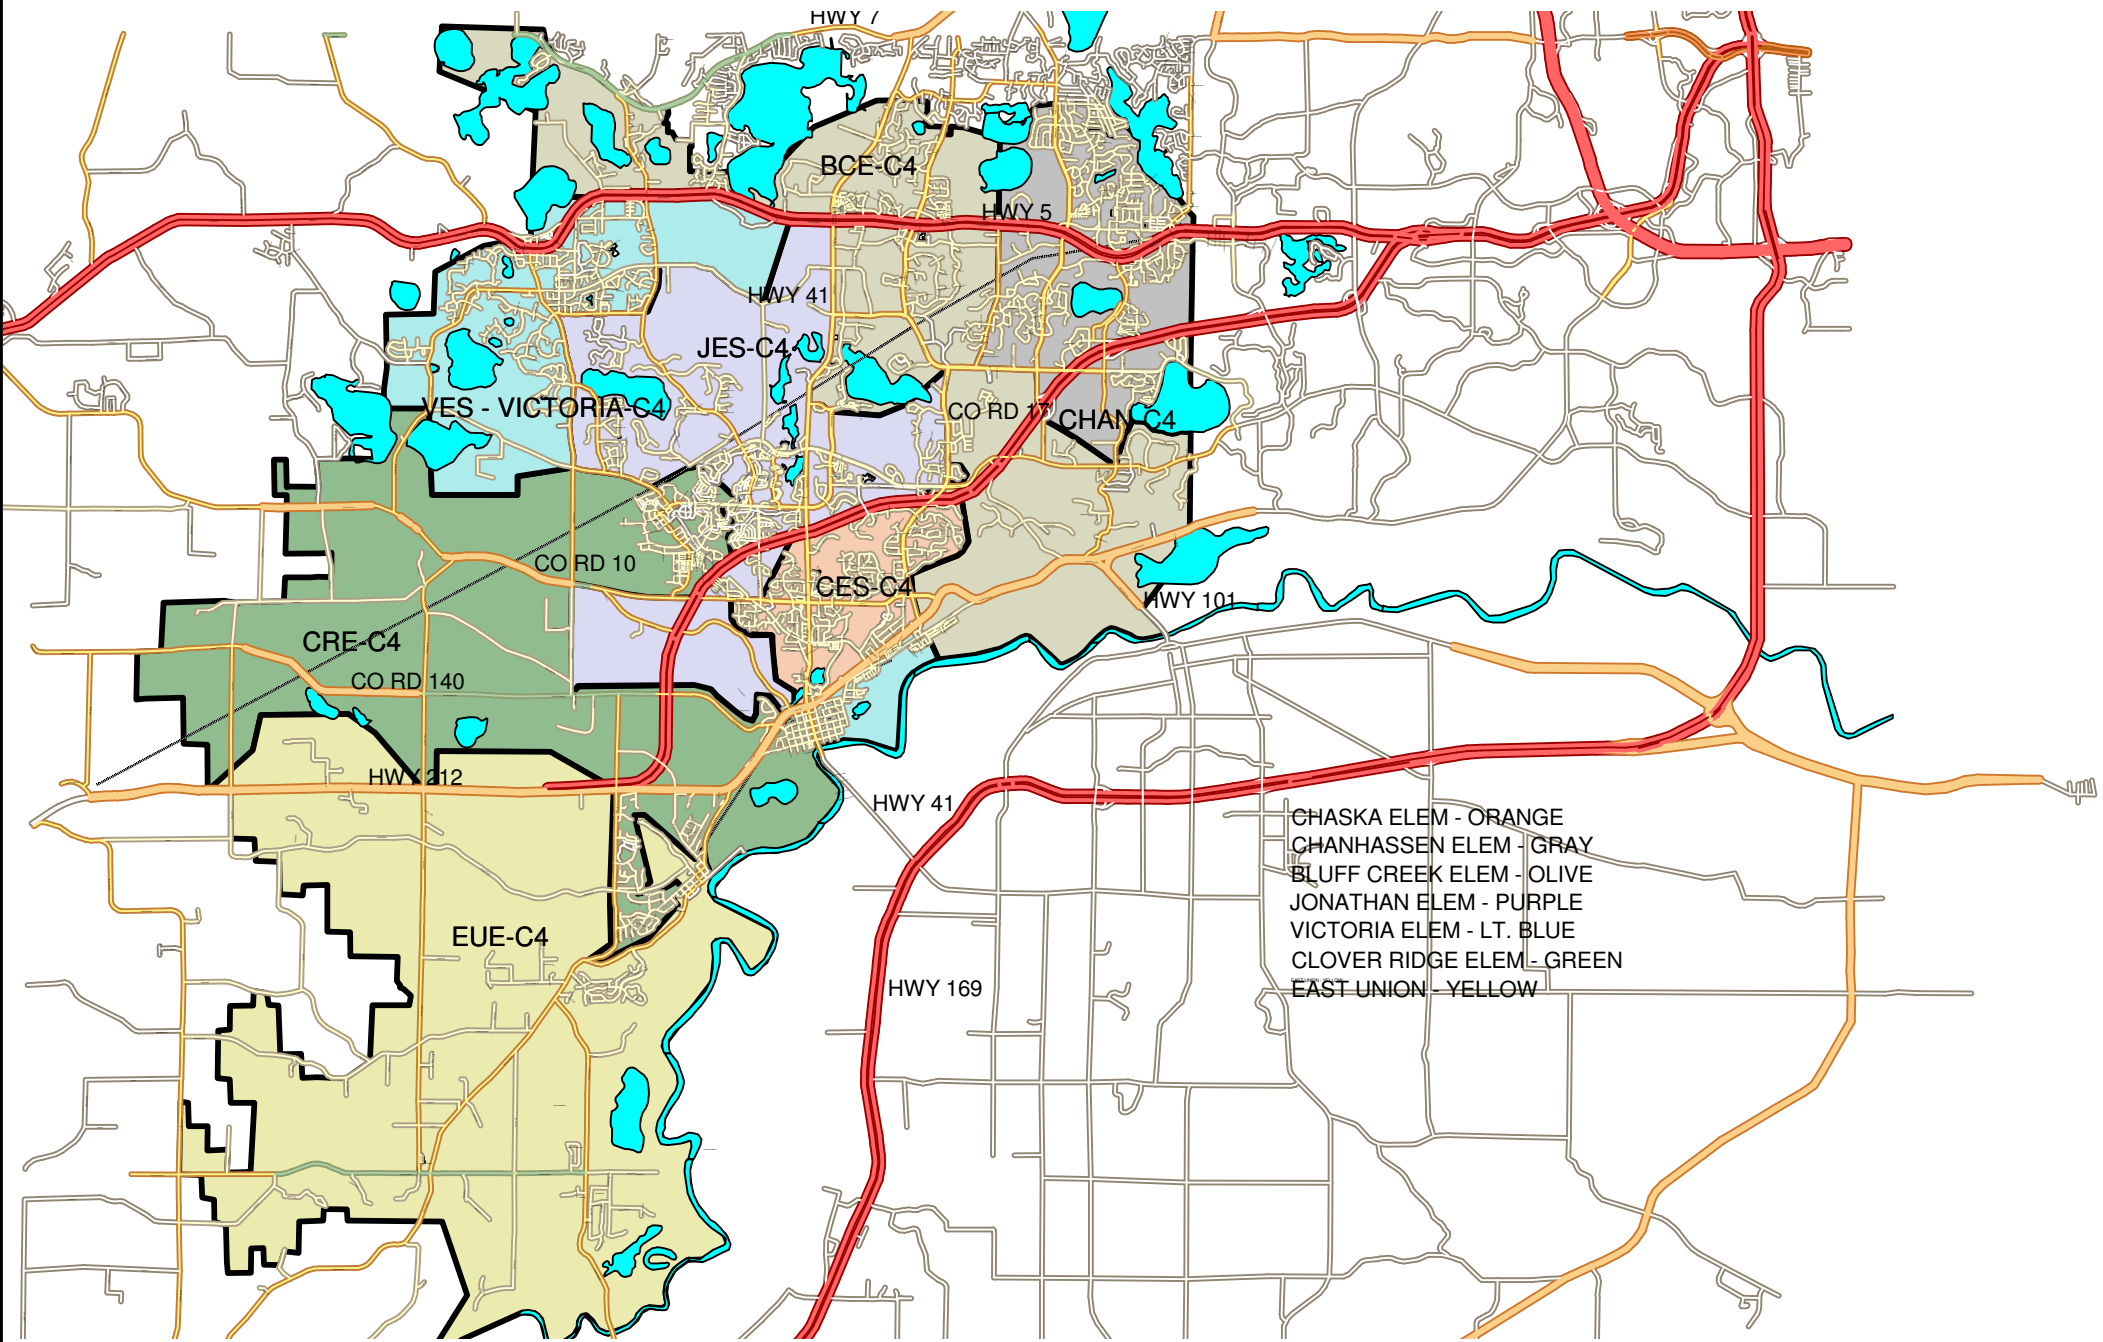 HWY 7
BCE-C4
HWY 5
HWY 41
JES-C4
VES - VICTORIA-C4
CO RD 17
CHAN-C4
CO RD 10
CES-C4
HWY 101
CRE-C4
CO RD 140
HWY 212
HWY 41
CHASKA ELEM - ORANGE
CHANHASSEN ELEM - GRAY
BLUFF CREEK ELEM - OLIVE
JONATHAN ELEM - PURPLE
VICTORIA ELEM - LT. BLUE
EUE-C4
CLOVER RIDGE ELEM - GREEN
HWY 169
EAST UNION - YELLOW